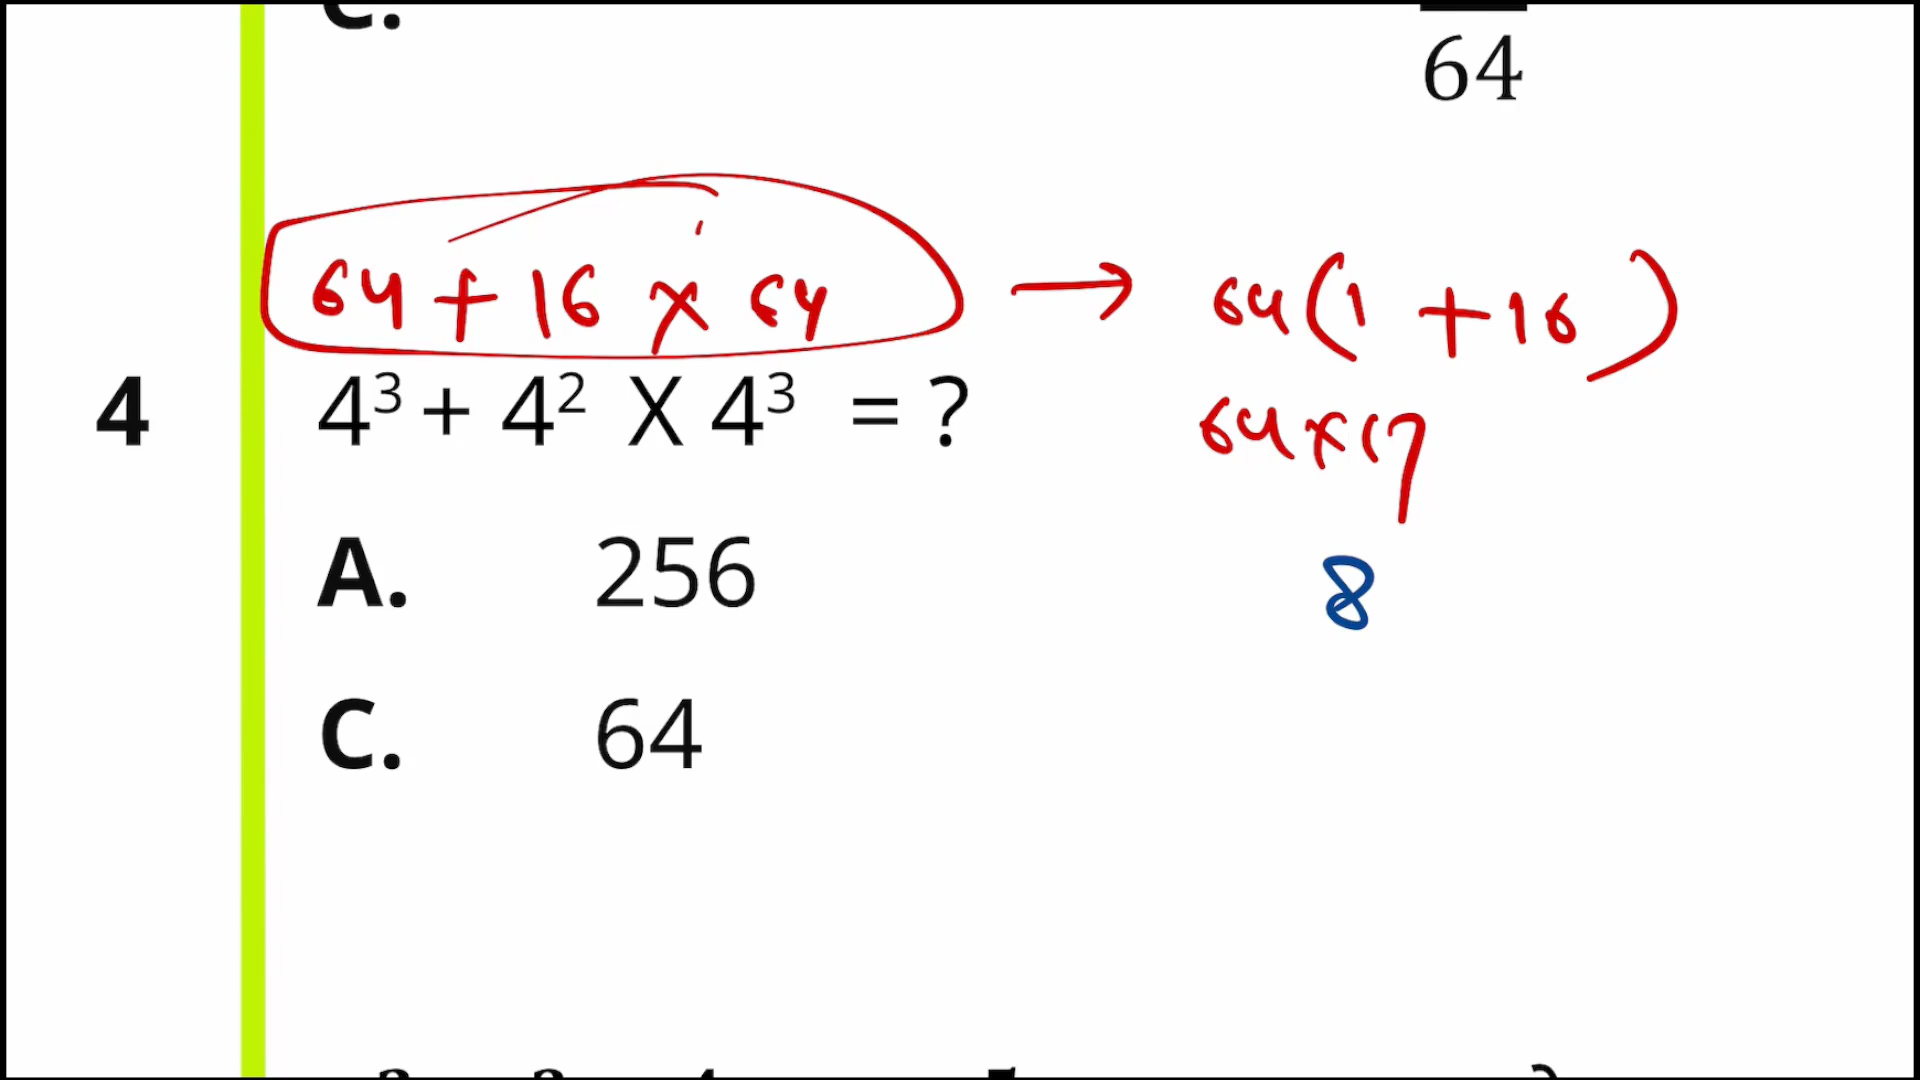 C.
64
64 + 16 x 64 → 64(1 + 16)
4 4³ + 4² X 4³ = ?
64x17
A. 256
8
C. 64